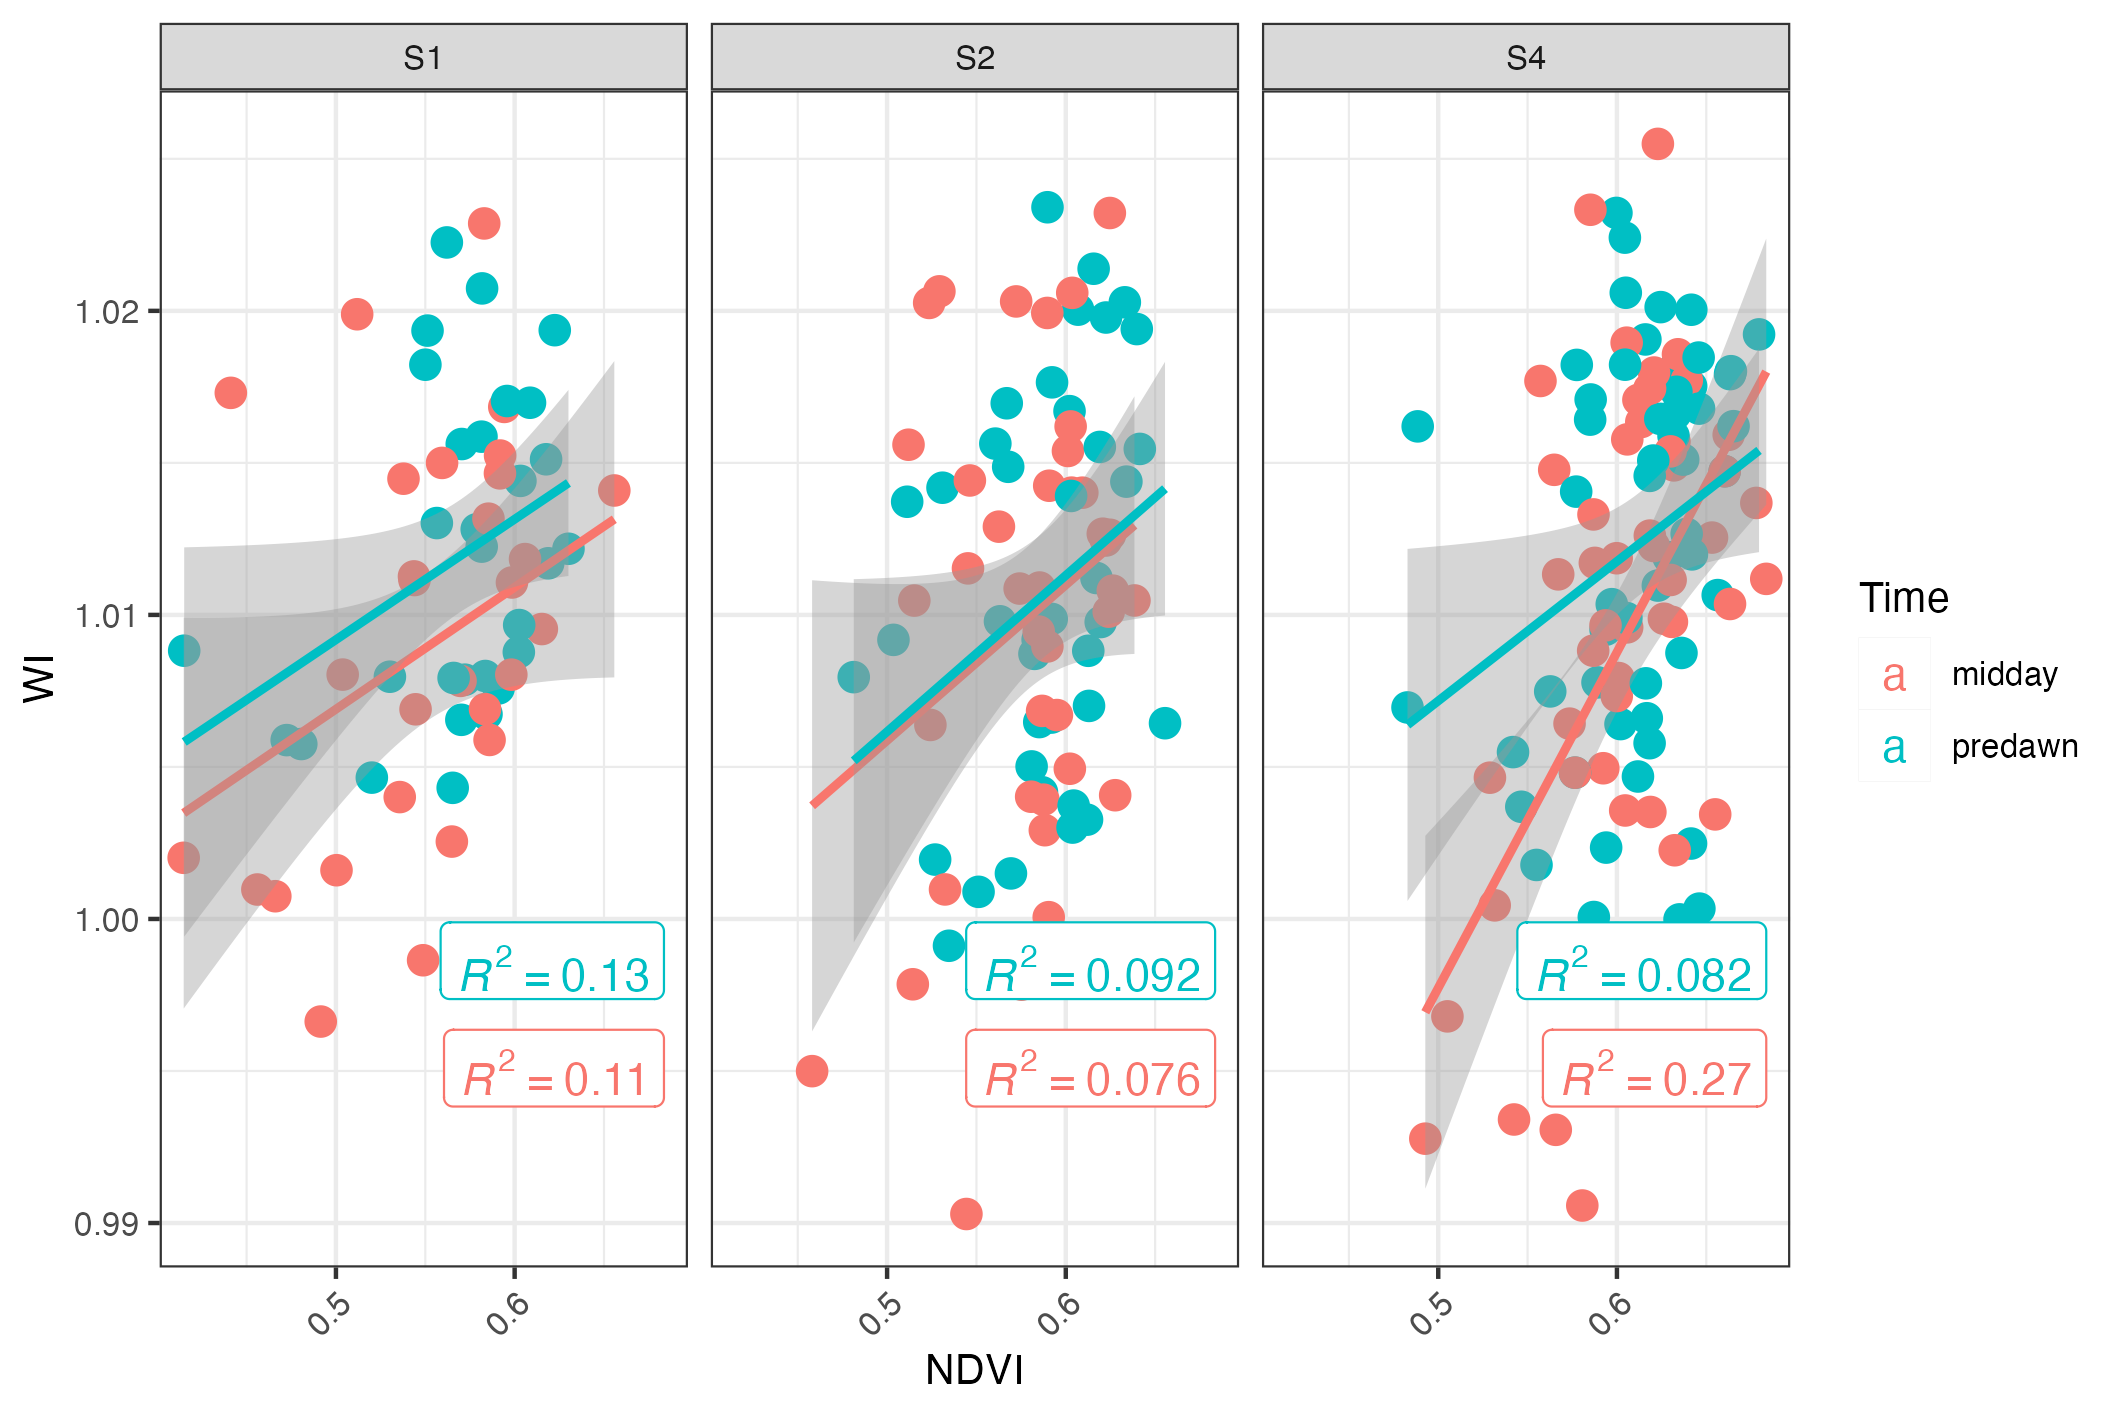 S1 S2 S4
WI
1.02
1.01
1.00
0.99
R² = 0.13
R² = 0.11
R² = 0.092
R² = 0.076
R² = 0.082
R² = 0.27
0.5 0.6 0.5 0.6 0.5 0.6
NDVI
Time
a midday
a predawn